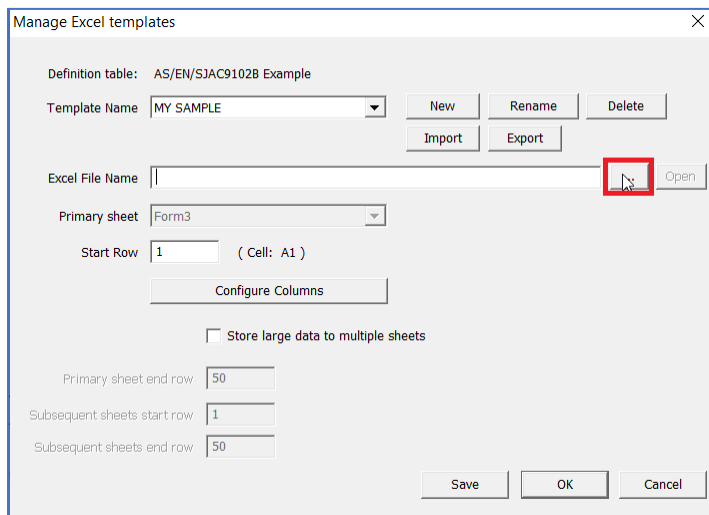 Manage Excel templates
Definition table: AS/EN/SJAC9102B Example
Template Name MY SAMPLE New Rename Delete
Import Export
Excel File Name Open
Primary sheet Form3
Start Row 1 ( Cell: A1 )
Configure Columns
Store large data to multiple sheets
Primary sheet end row 50
Subsequent sheets start row 1
Subsequent sheets end row 50
Save OK Cancel